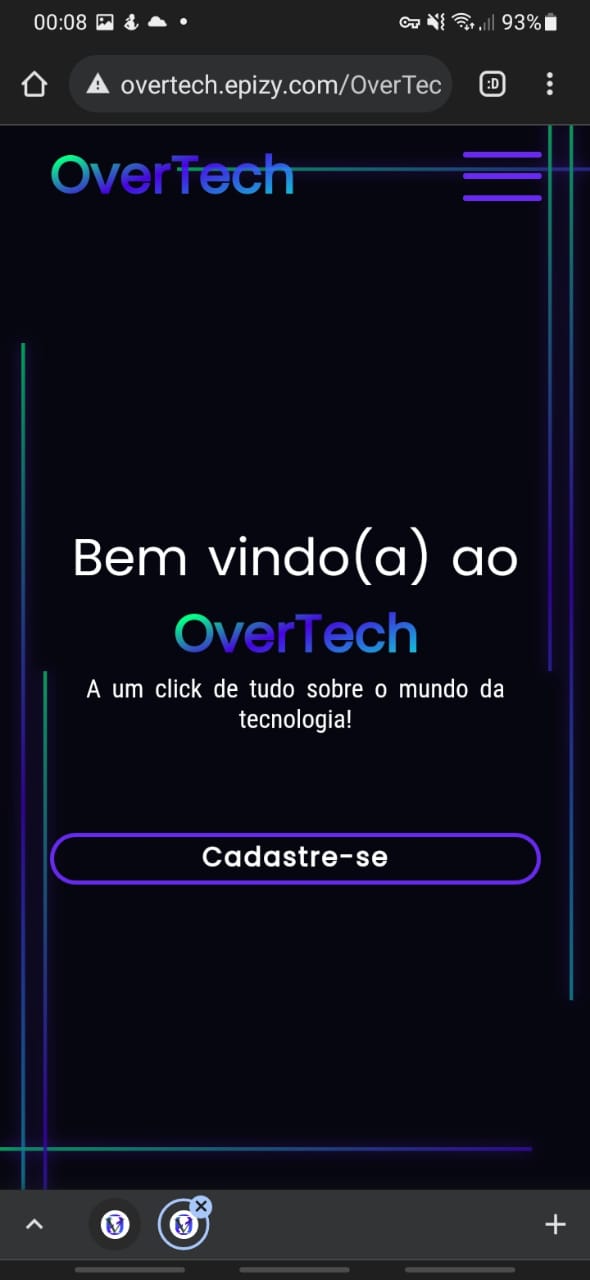 00:08 93%
overtech.epizy.com/OverTec
:D
OverTech
Bem vindo(a) ao
OverTech
A um click de tudo sobre o mundo da
tecnologia!
Cadastre-se